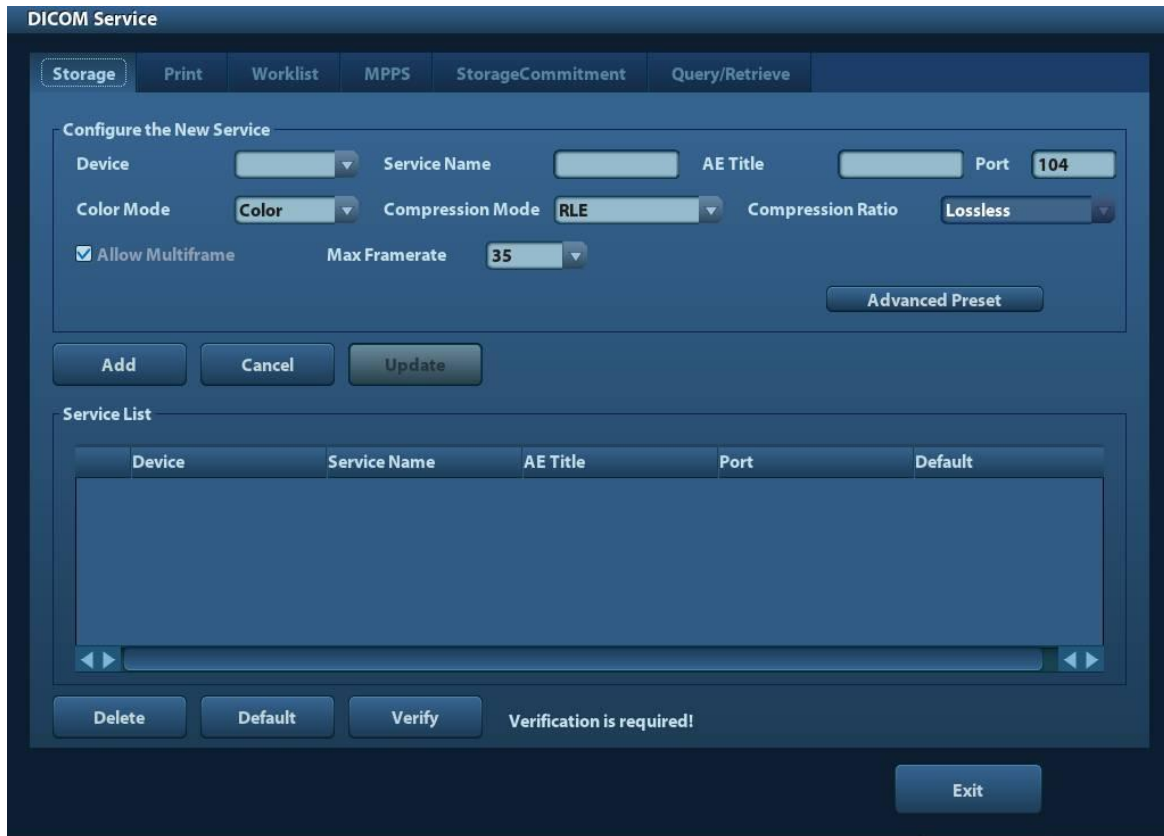 DICOM Service
Storage Print Worklist MPPS StorageCommitment Query/Retrieve
Configure the New Service
Device Service Name AE Title Port 104
Color Mode Color Compression Mode RLE Compression Ratio Lossless
Allow Multiframe Max Framerate 35
Advanced Preset
Add Cancel Update
Service List
Device Service Name AE Title Port Default
Delete Default Verify Verification is required!
Exit